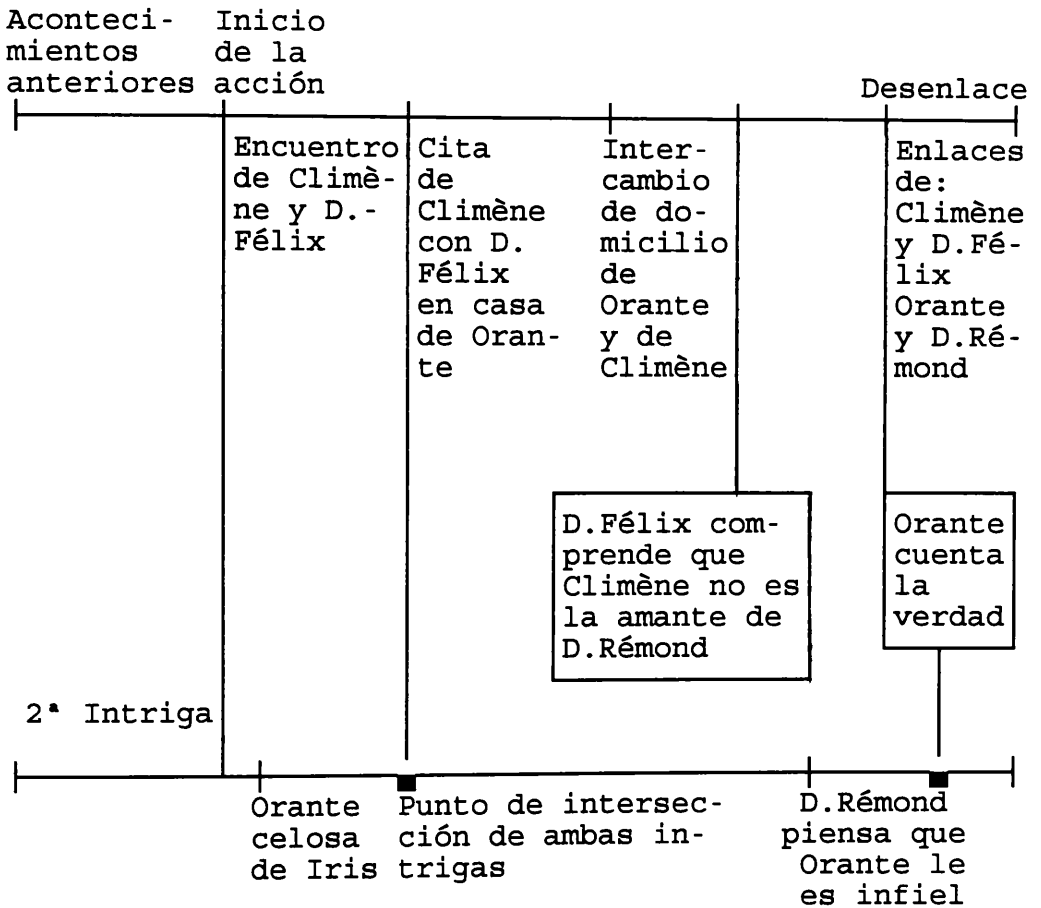 Aconteci-
mientos
anteriores
Inicio
de la
acción
Desenlace
Encuentro
de Climè-
ne y D.-
Félix
Cita
de
Climène
con D.
Félix
en casa
de Oran-
te
Inter-
cambio
de do-
micilio
de
Orante
y de
Climène
Enlaces
de:
Climène
y D.Fé-
lix
Orante
y D.Ré-
mond
D.Félix com-
prende que
Climène no es
la amante de
D.Rémond
Orante
cuenta
la
verdad
2ª Intriga
Orante
celosa
de Iris
Punto de intersec-
ción de ambas in-
trigas
D.Rémond
piensa que
Orante le
es infiel